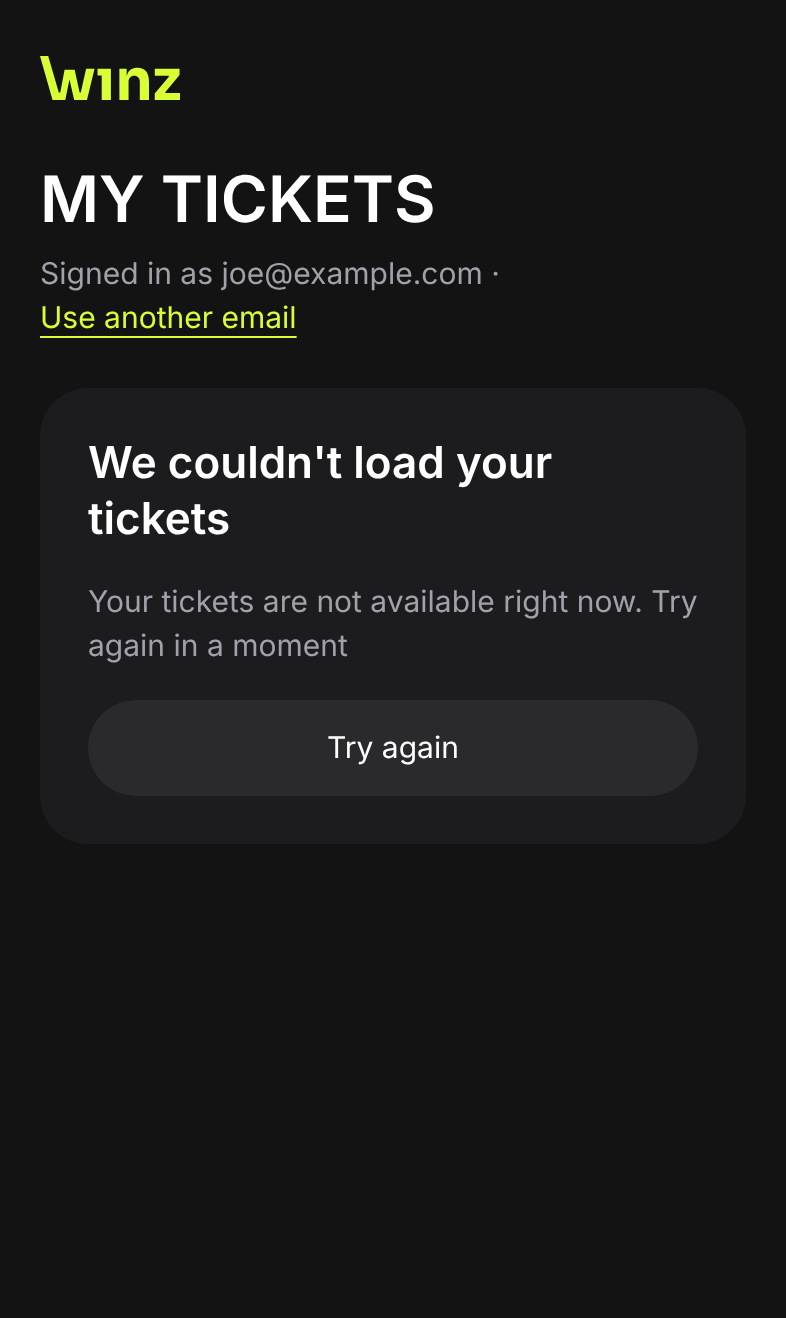 winz
MY TICKETS
Signed in as joe@example.com ·
Use another email
We couldn't load your
tickets
Your tickets are not available right now. Try
again in a moment
Try again